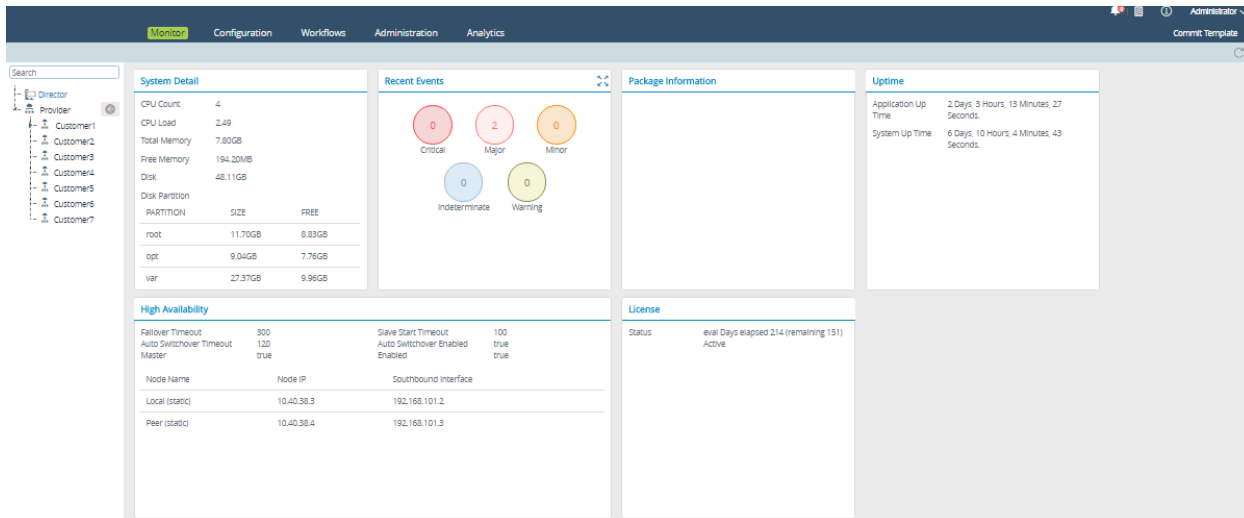 Administrator
Monitor Configuration Workflows Administration Analytics Commit Template
Search
Director
Provider
Customer1
Customer2
Customer3
Customer4
Customer5
Customer6
Customer7
System Detail
CPU Count 4
CPU Load 2.49
Total Memory 7.80GB
Free Memory 194.20MB
Disk 48.11GB
Disk Partition
PARTITION SIZE FREE
root 11.70GB 8.83GB
opt 9.04GB 7.76GB
var 27.37GB 9.96GB
Recent Events
0 2 0
Critical Major Minor
0 0
Indeterminate Warning
Package Information
Uptime
Application Up 2 Days, 3 Hours, 13 Minutes, 27
Time Seconds.
System Up Time 6 Days, 10 Hours, 4 Minutes, 43
Seconds.
High Availability
Failover Timeout 300 Slave Start Timeout 100
Auto Switchover Timeout 120 Auto Switchover Enabled true
Master true Enabled true
Node Name Node IP Southbound Interface
Local (static) 10.40.38.3 192.168.101.2
Peer (static) 10.40.38.4 192.168.101.3
License
Status eval Days elapsed 214 (remaining 151)
Active